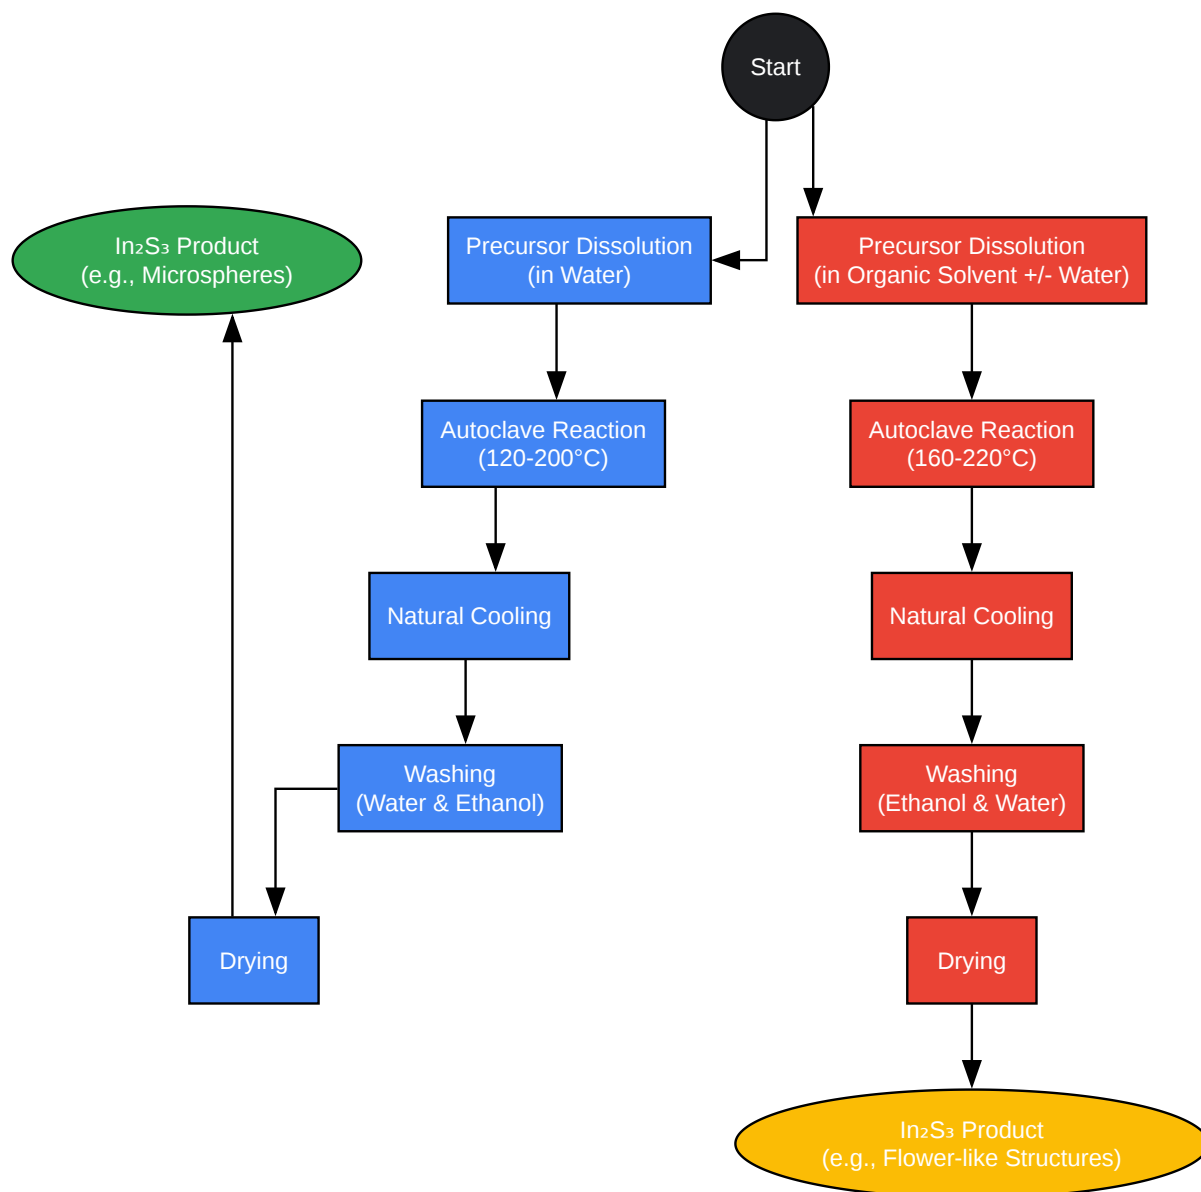 Start
In₂S₃ Product
(e.g., Microspheres)
Precursor Dissolution
(in Water)
Precursor Dissolution
(in Organic Solvent +/- Water)
Autoclave Reaction
(120-200°C)
Autoclave Reaction
(160-220°C)
Natural Cooling
Natural Cooling
Washing
(Water & Ethanol)
Washing
(Ethanol & Water)
Drying
Drying
In₂S₃ Product
(e.g., Flower-like Structures)